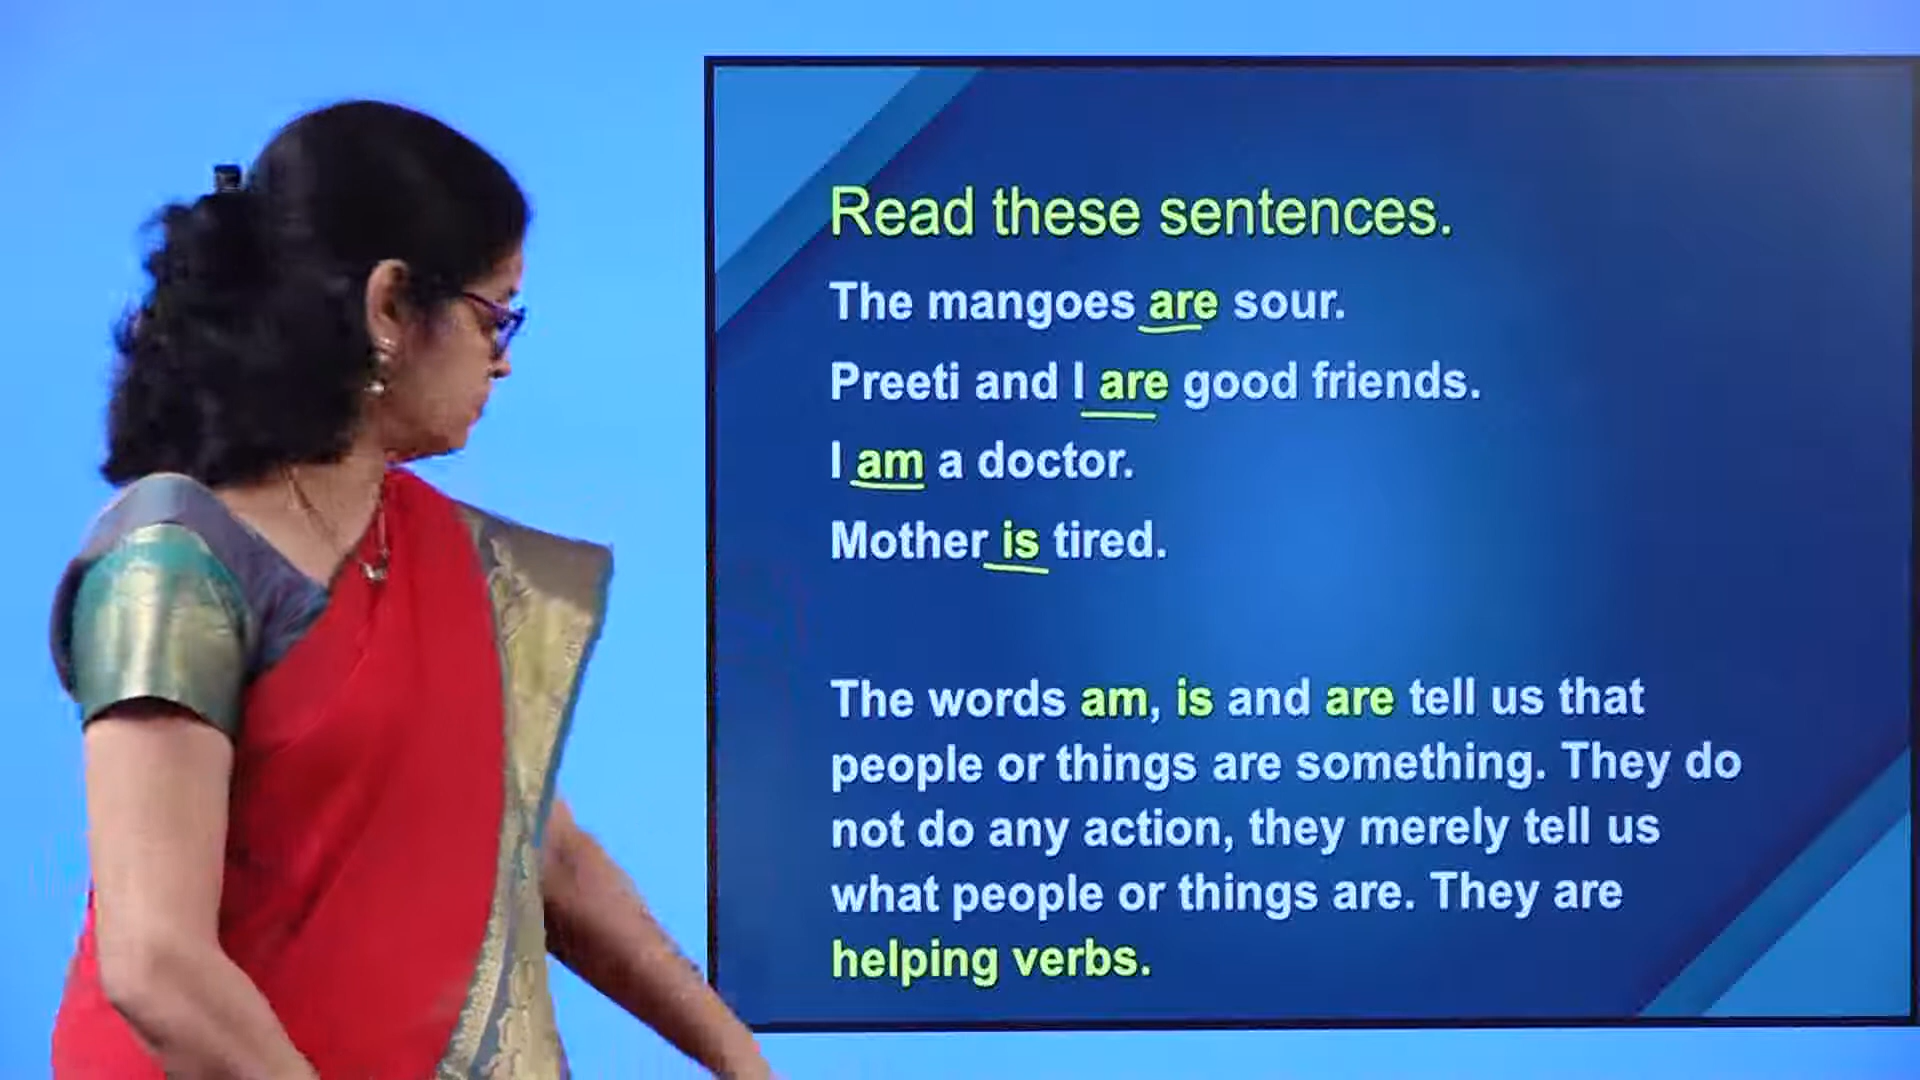 Read these sentences.
The mangoes are sour.
Preeti and I are good friends.
I am a doctor.
Mother is tired.
The words am, is and are tell us that
people or things are something. They do
not do any action, they merely tell us
what people or things are. They are
helping verbs.